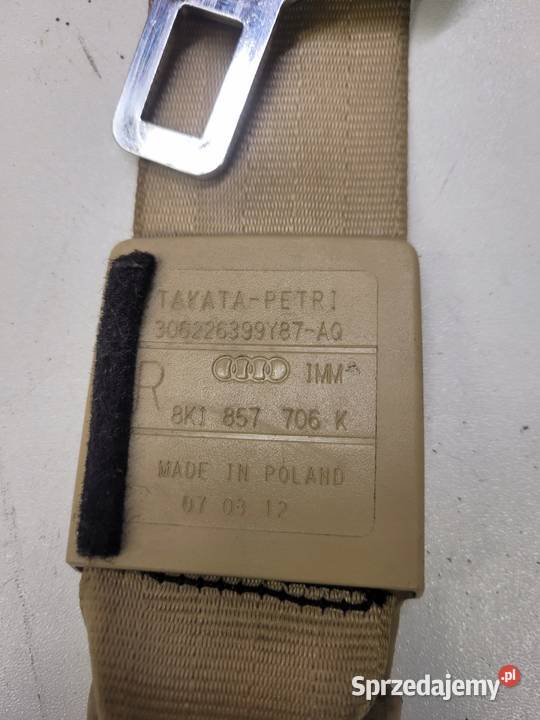 TAKATA-PETRI
306226399Y87-AQ
R
IMM
8K1 857 706 K
MADE IN POLAND
07 03 12
Sprzedajemy.pl